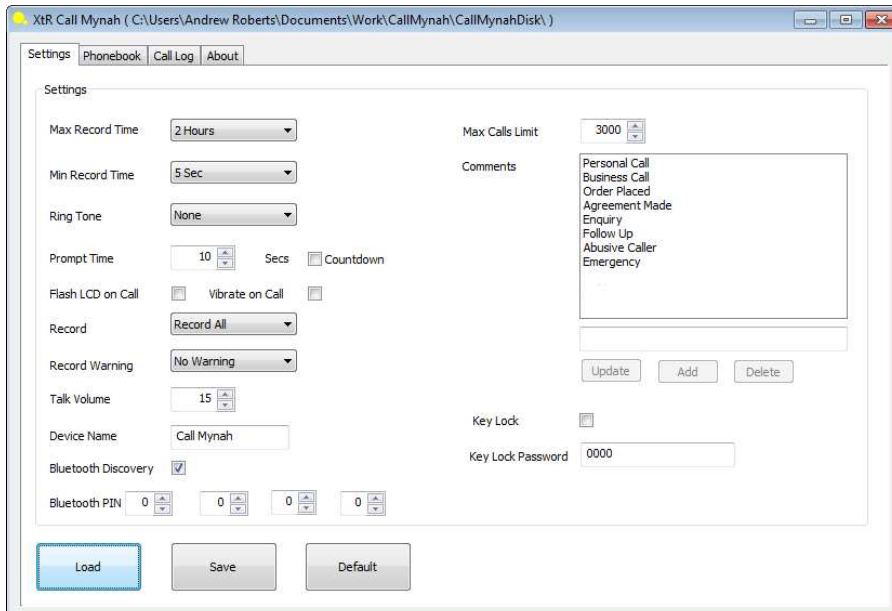 XtR Call Mynah ( C:\Users\Andrew Roberts\Documents\Work\CallMynah\CallMynahDisk\ )
Settings Phonebook Call Log About
Settings
Max Record Time 2 Hours
Min Record Time 5 Sec
Ring Tone None
Prompt Time 10 Secs Countdown
Flash LCD on Call Vibrate on Call
Record Record All
Record Warning No Warning
Talk Volume 15
Device Name Call Mynah
Bluetooth Discovery
Bluetooth PIN 0 0 0 0
Max Calls Limit 3000
Comments
Personal Call
Business Call
Order Placed
Agreement Made
Enquiry
Follow Up
Abusive Caller
Emergency
Update Add Delete
Key Lock
Key Lock Password 0000
Load Save Default